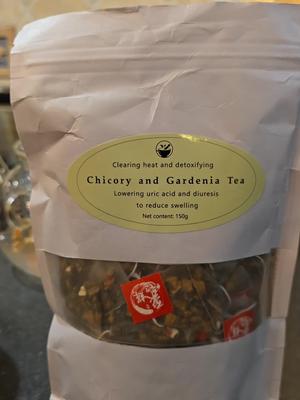 Clearing heat and detoxifying
Chicory and Gardenia Tea
Lowering uric acid and diuresis
to reduce swelling
Net content: 150g